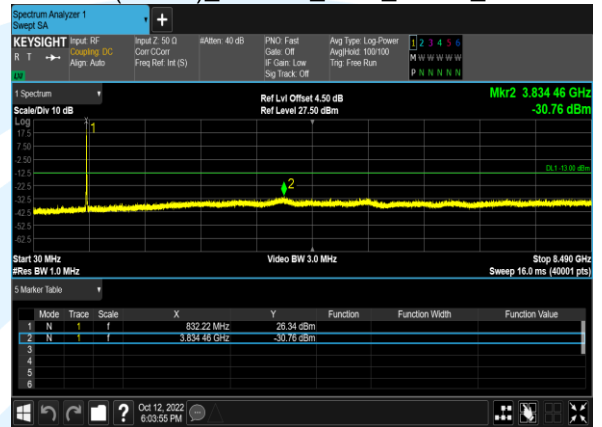 Spectrum Analyzer 1
Swept SA
+
KEYSIGHT Input: RF Input Z: 50 Ω #Atten: 40 dB PNO: Fast Avg Type: Log-Power 1 2 3 4 5 6
R T Coupling: DC Corr CCorr Gate: Off Avg|Hold: 100/100 M W W W W W
Align: Auto Freq Ref: Int (S) IF Gain: Low Trig: Free Run
LU Sig Track: Off P N N N N N
1 Spectrum Ref Lvl Offset 4.50 dB Mkr2 3.834 46 GHz
Scale/Div 10 dB Ref Level 27.50 dBm -30.76 dBm
Log
1
17.5
7.50
-2.50
DL1 -13.00 dBm
-12.5
2
-22.5
-32.5
-42.5
-52.5
-62.5
Start 30 MHz Video BW 3.0 MHz Stop 8.490 GHz
#Res BW 1.0 MHz Sweep 16.0 ms (40001 pts)
5 Marker Table
Mode Trace Scale X Y Function Function Width Function Value
1 N 1 f 832.22 MHz 26.34 dBm
2 N 1 f 3.834 46 GHz -30.76 dBm
3
4
5
6
? Oct 12, 2022
6:03:55 PM